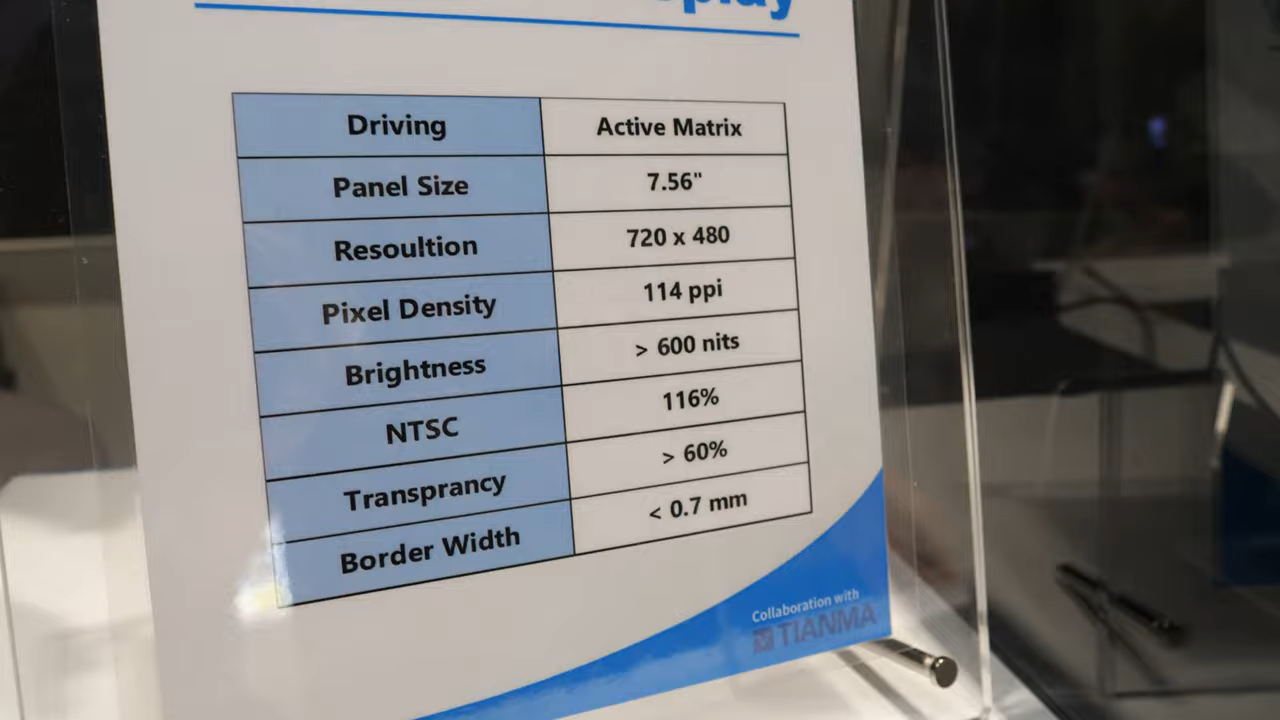 Driving Active Matrix
Panel Size 7.56"
Resoultion 720 x 480
Pixel Density 114 ppi
Brightness > 600 nits
NTSC 116%
Transprancy > 60%
Border Width < 0.7 mm
Collaboration with
TIANMA